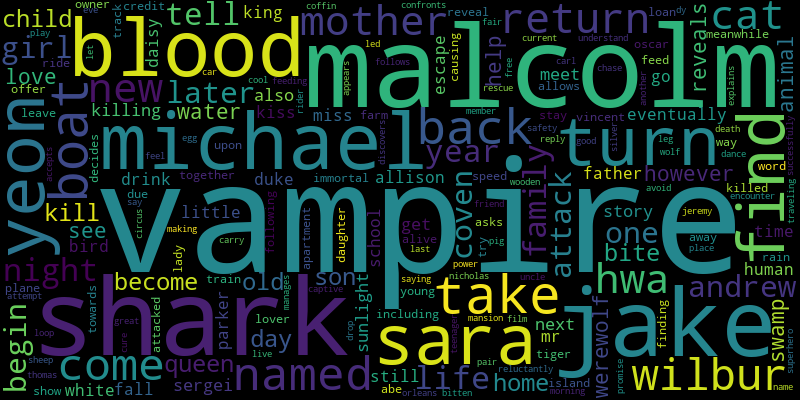 child tell king mother return cat
girl blood malcolm
love new later escape help meet reveals animal
boat killing water also kiss miss go eventually
yeon michael back turn find
drink duke allison year family father however
kill see little coven attack story one
bird vampire bite hwa
night become old son
begin shark take jake andrew
come named queen day life home werewolf swamp
sara wilbur
white fall sergei still next mr island
owner track credit daisy causing
offer ride leave decides
coffin confronts reveal loan oscar meanwhile
play let car led current understand fair
cool feeding follows chase carl feed
rider appears free rescue allows another explains
farm stay vincent time
egg upon discovers member safety silver death way
accepts feel good reply leg wolf dance successfully
due together immortal speed wooden killed word
say circus friend asks away avoid
carry get alive try pig encounter place traveling
lady making following apartment daughter school
last power jeremy rain human
plane train parker sunlight saying nicholas uncle
attempt towards attacked lover manages captive including young
mansion film finding
loop great cure live drop teenager pair tiger
sheep abe reluctantly promise superhero
thomas show orleans bitten morning name